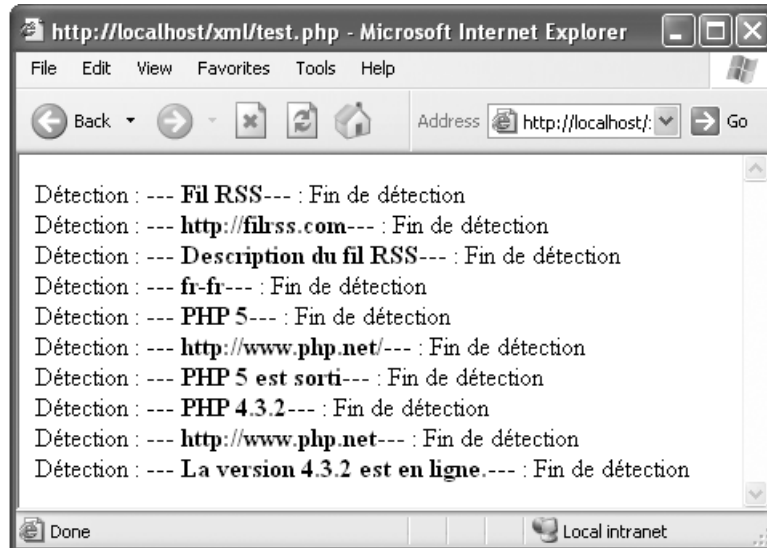 http://localhost/xml/test.php - Microsoft Internet Explorer
File Edit View Favorites Tools Help
Back Address http://localhost/: Go
Détection : --- Fil RSS--- : Fin de détection
Détection : --- http://filrss.com--- : Fin de détection
Détection : --- Description du fil RSS--- : Fin de détection
Détection : --- fr-fr--- : Fin de détection
Détection : --- PHP 5--- : Fin de détection
Détection : --- http://www.php.net/--- : Fin de détection
Détection : --- PHP 5 est sorti--- : Fin de détection
Détection : --- PHP 4.3.2--- : Fin de détection
Détection : --- http://www.php.net--- : Fin de détection
Détection : --- La version 4.3.2 est en ligne.--- : Fin de détection
Done Local intranet